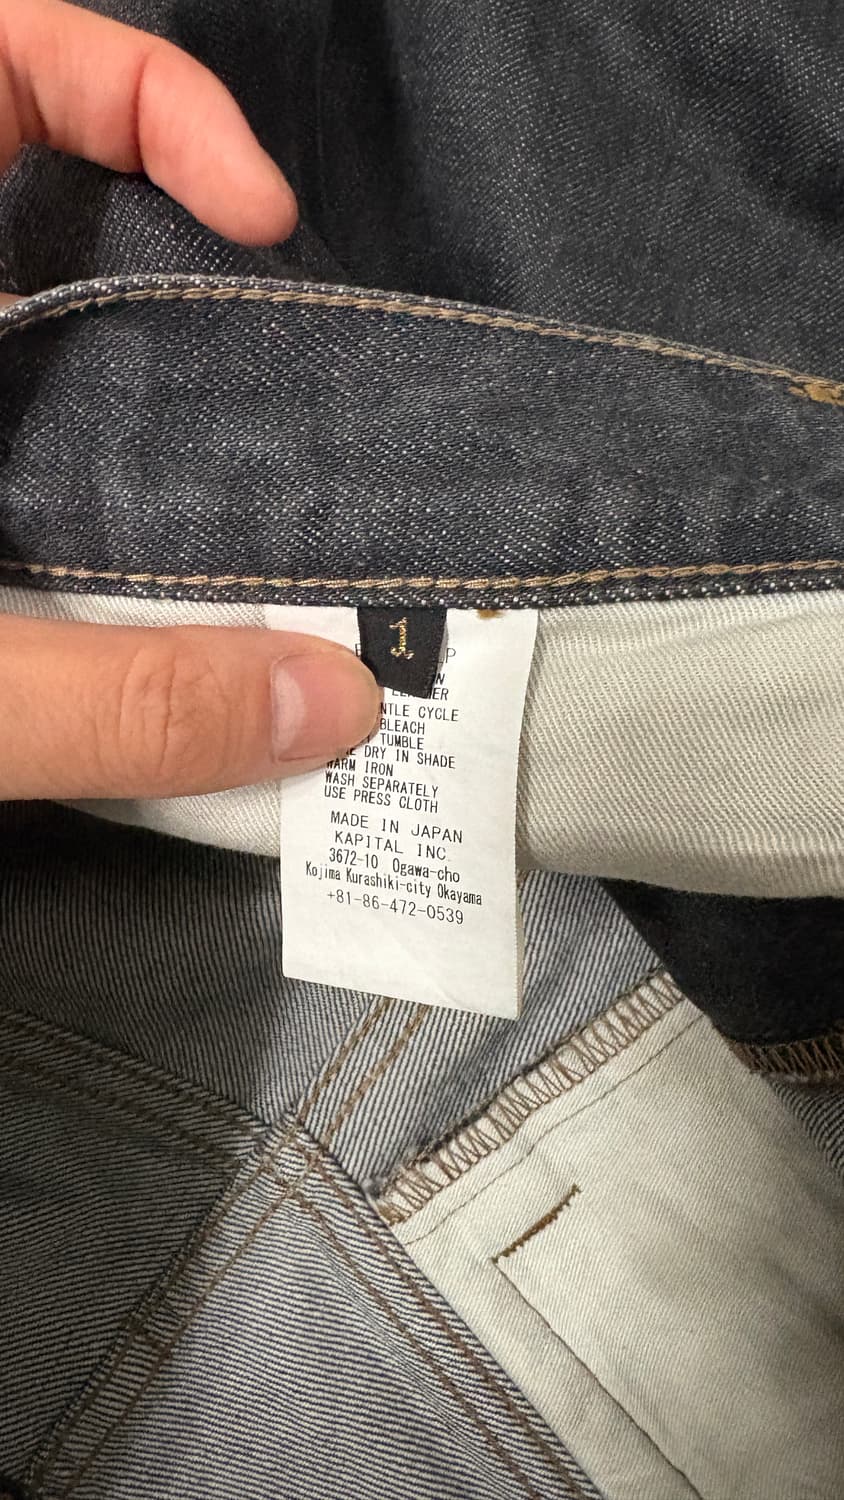 1
NTLE CYCLE
BLEACH
TUMBLE
DRY IN SHADE
WARM IRON
WASH SEPARATELY
USE PRESS CLOTH
MADE IN JAPAN
KAPITAL INC.
3672-10 Ogawa-cho
Kojima Kurashiki-city Okayama
+81-86-472-0539